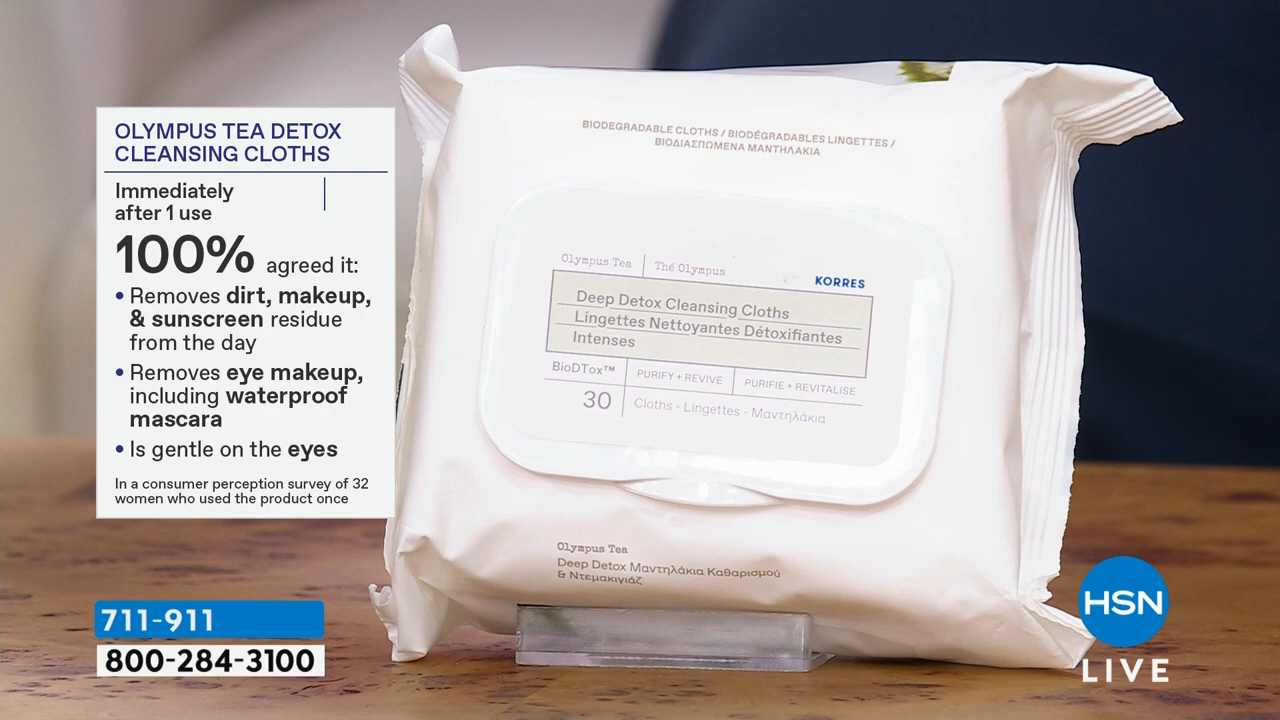 OLYMPUS TEA DETOX
CLEANSING CLOTHS
Immediately
after 1 use
100% agreed it:
• Removes dirt, makeup,
& sunscreen residue
from the day
• Removes eye makeup,
including waterproof
mascara
• Is gentle on the eyes
In a consumer perception survey of 32
women who used the product once
711-911
800-284-3100
BIODEGRADABLE CLOTHS / BIODÉGRADABLES LINGETTES /
ΒΙΟΔΙΑΣΠΩΜΕΝΑ ΜΑΝΤΗΛΑΚΙΑ
Olympus Tea | Thé Olympus
KORRES
Deep Detox Cleansing Cloths
Lingettes Nettoyantes Détoxifiantes
Intenses
BioDTox™ PURIFY + REVIVE PURIFIE + REVITALISE
30 Cloths - Lingettes - Μαντηλάκια
Olympus Tea
Deep Detox Μαντηλάκια Καθαρισμού
& Ντεμακιγιάζ
HSN
LIVE